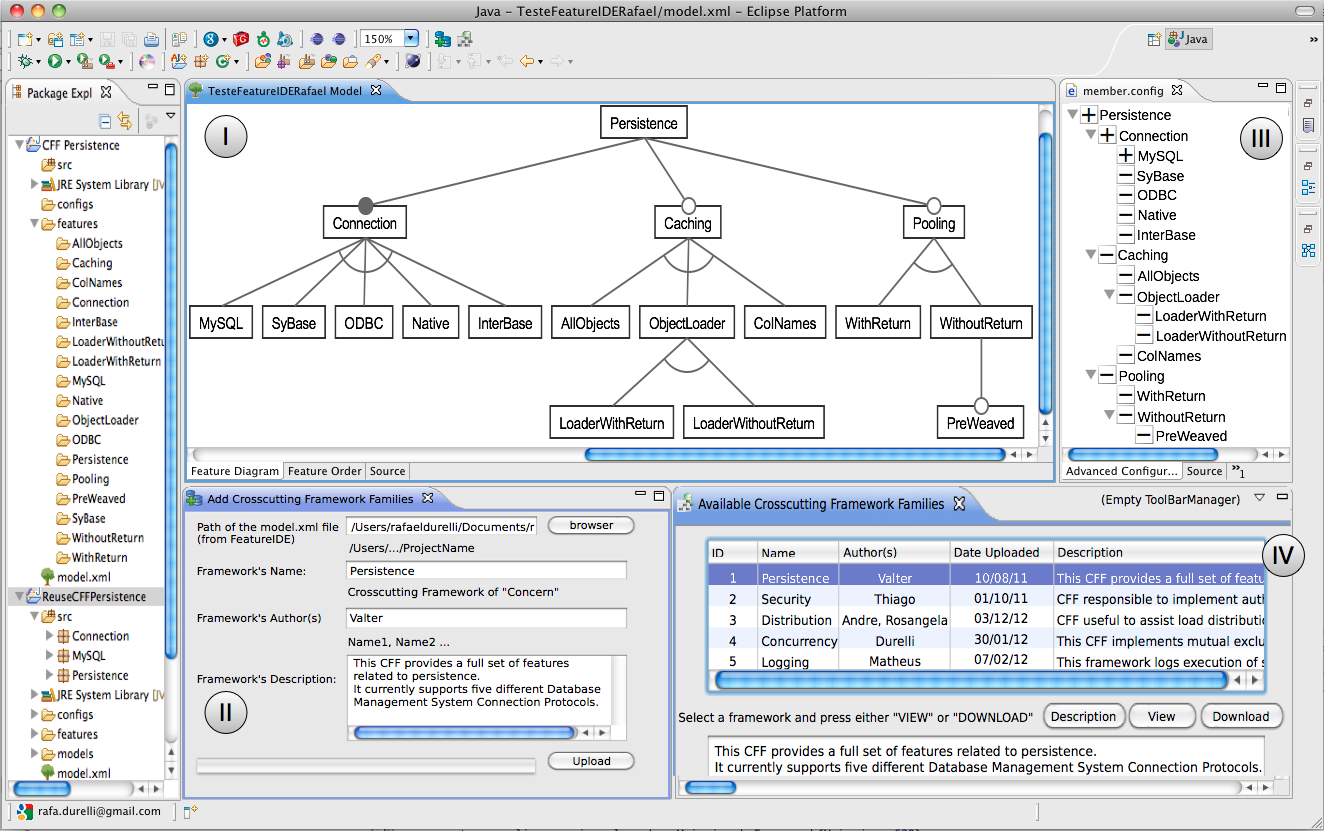 Java – TesteFeatureIDERafael/model.xml – Eclipse Platform
150%
Java
»
Package Expl
CFF Persistence
src
JRE System Library [JV
configs
features
AllObjects
Caching
ColNames
Connection
InterBase
LoaderWithoutRetu
LoaderWithReturn
MySQL
Native
ObjectLoader
ODBC
Persistence
Pooling
PreWeaved
SyBase
WithoutReturn
WithReturn
model.xml
ReuseCFFPersistence
src
Connection
MySQL
Persistence
JRE System Library [JV
configs
features
models
model.xml
TesteFeatureIDERafael Model
I
Persistence
Connection
Caching
Pooling
MySQL
SyBase
ODBC
Native
InterBase
AllObjects
ObjectLoader
ColNames
WithReturn
WithoutReturn
LoaderWithReturn
LoaderWithoutReturn
PreWeaved
Feature Diagram
Feature Order
Source
member.config
III
Persistence
Connection
MySQL
SyBase
ODBC
Native
InterBase
Caching
AllObjects
ObjectLoader
LoaderWithReturn
LoaderWithoutReturn
ColNames
Pooling
WithReturn
WithoutReturn
PreWeaved
Advanced Configur...
Source
»1
Add Crosscutting Framework Families
Path of the model.xml file
(from FeatureIDE)
/Users/rafaeldurelli/Documents/r
browser
/Users/.../ProjectName
Framework's Name:
Persistence
Crosscutting Framework of "Concern"
Framework's Author(s)
Valter
Name1, Name2 ...
Framework's Description:
This CFF provides a full set of features
related to persistence.
It currently supports five different Database
Management System Connection Protocols.
II
Upload
Available Crosscutting Framework Families
(Empty ToolBarManager)
IV
ID Name Author(s) Date Uploaded Description
1 Persistence Valter 10/08/11 This CFF provides a full set of featu
2 Security Thiago 01/10/11 CFF responsible to implement auth
3 Distribution Andre, Rosangela 03/12/12 CFF useful to assist load distributi
4 Concurrency Durelli 30/01/12 This CFF implements mutual exclu
5 Logging Matheus 07/02/12 This framework logs execution of s
Select a framework and press either "VIEW" or "DOWNLOAD"
Description
View
Download
This CFF provides a full set of features related to persistence.
It currently supports five different Database Management System Connection Protocols.
rafa.durelli@gmail.com